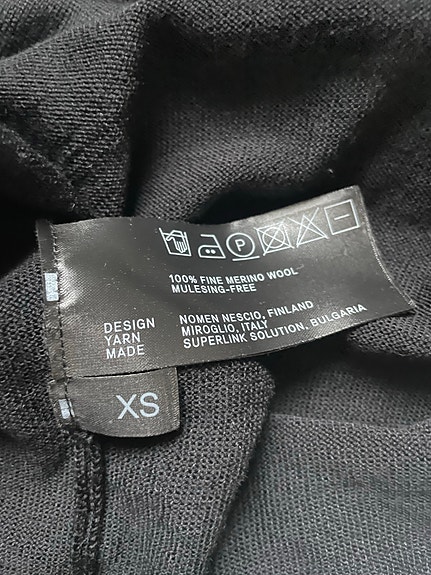 P
100% FINE MERINO WOOL
MULESING-FREE
DESIGN NOMEN NESCIO, FINLAND
YARN MIROGLIO, ITALY
MADE SUPERLINK SOLUTION, BULGARIA
XS